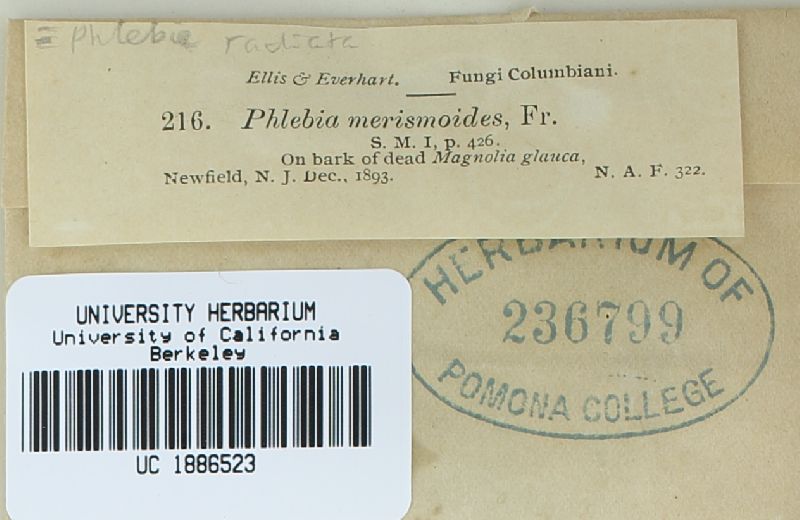 = Phlebia radiata
Ellis & Everhart. Fungi Columbiani.
216. Phlebia merismoides, Fr.
S. M. I, p. 426.
On bark of dead Magnolia glauca,
Newfield, N. J. Dec., 1893. N. A. F. 322.
HERBARIUM OF
236799
POMONA COLLEGE
UNIVERSITY HERBARIUM
University of California
Berkeley
UC 1886523